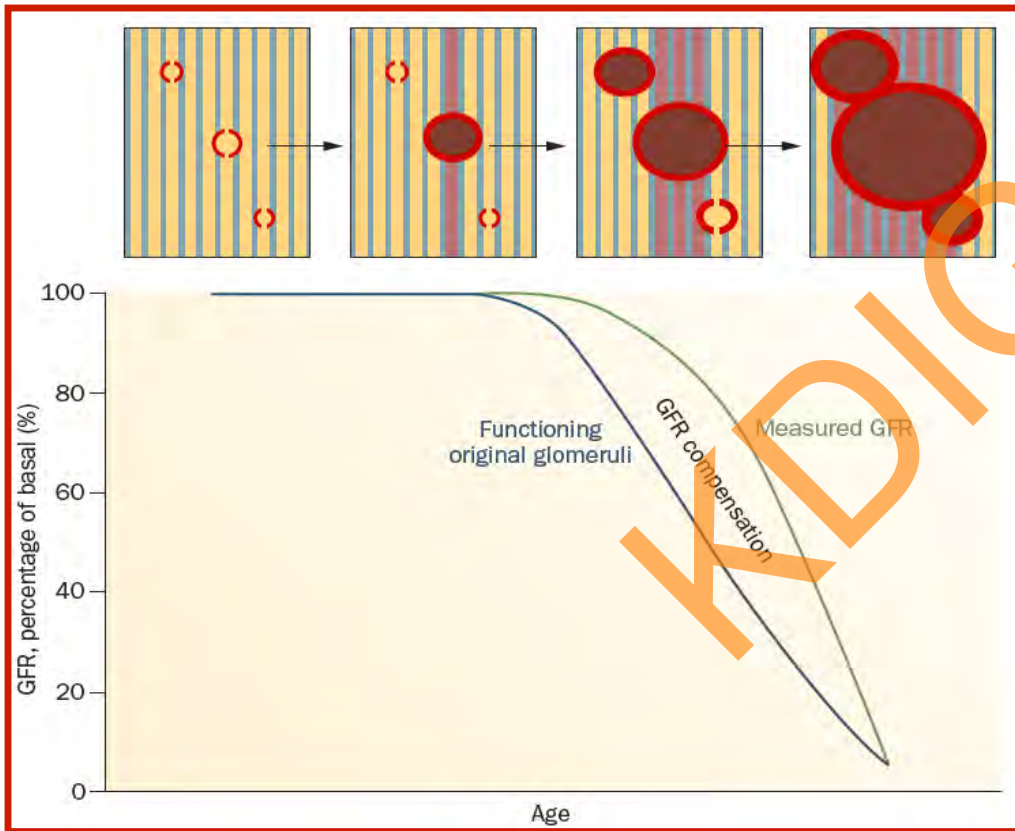 100
80
60
40
20
0
GFR, percentage of basal (%)
Functioning
original glomeruli
GFR compensation
Measured GFR
Age
KDIG